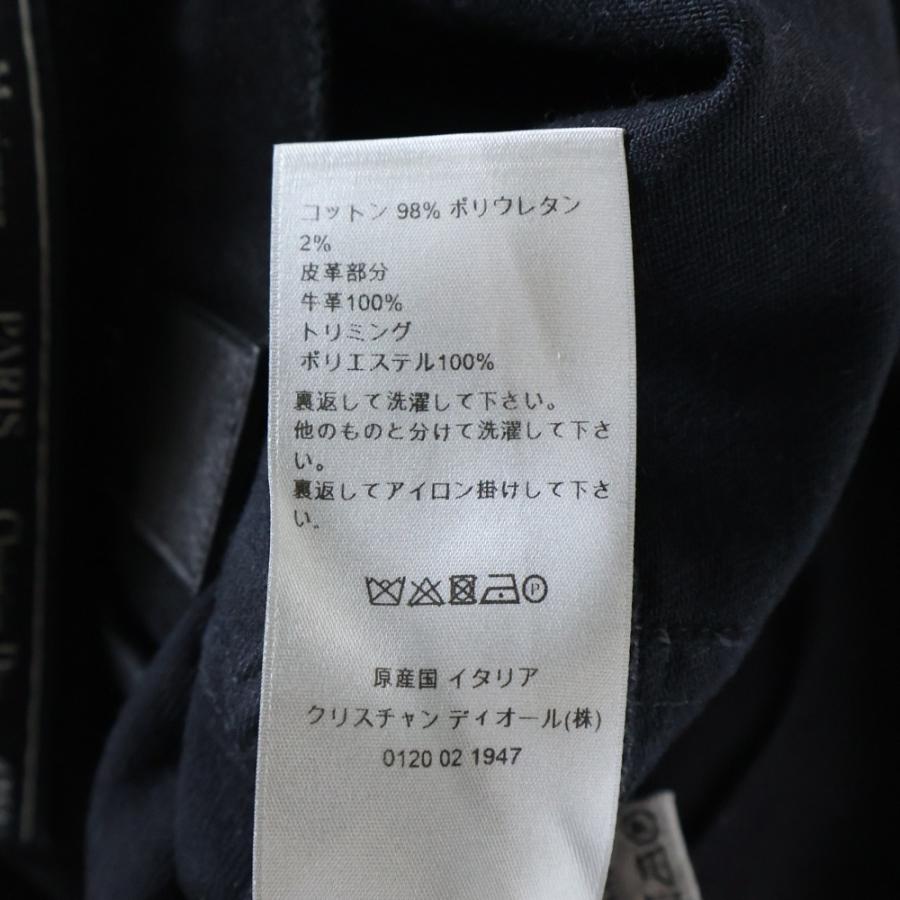 コットン 98% ポリウレタン
2%
皮革部分
牛革100%
トリミング
ポリエステル100%
裏返して洗濯して下さい。
他のものと分けて洗濯して下さ
い。
裏返してアイロン掛けして下さ
い。
P
原産国 イタリア
クリスチャン ディオール(株)
0120 02 1947
PARIS